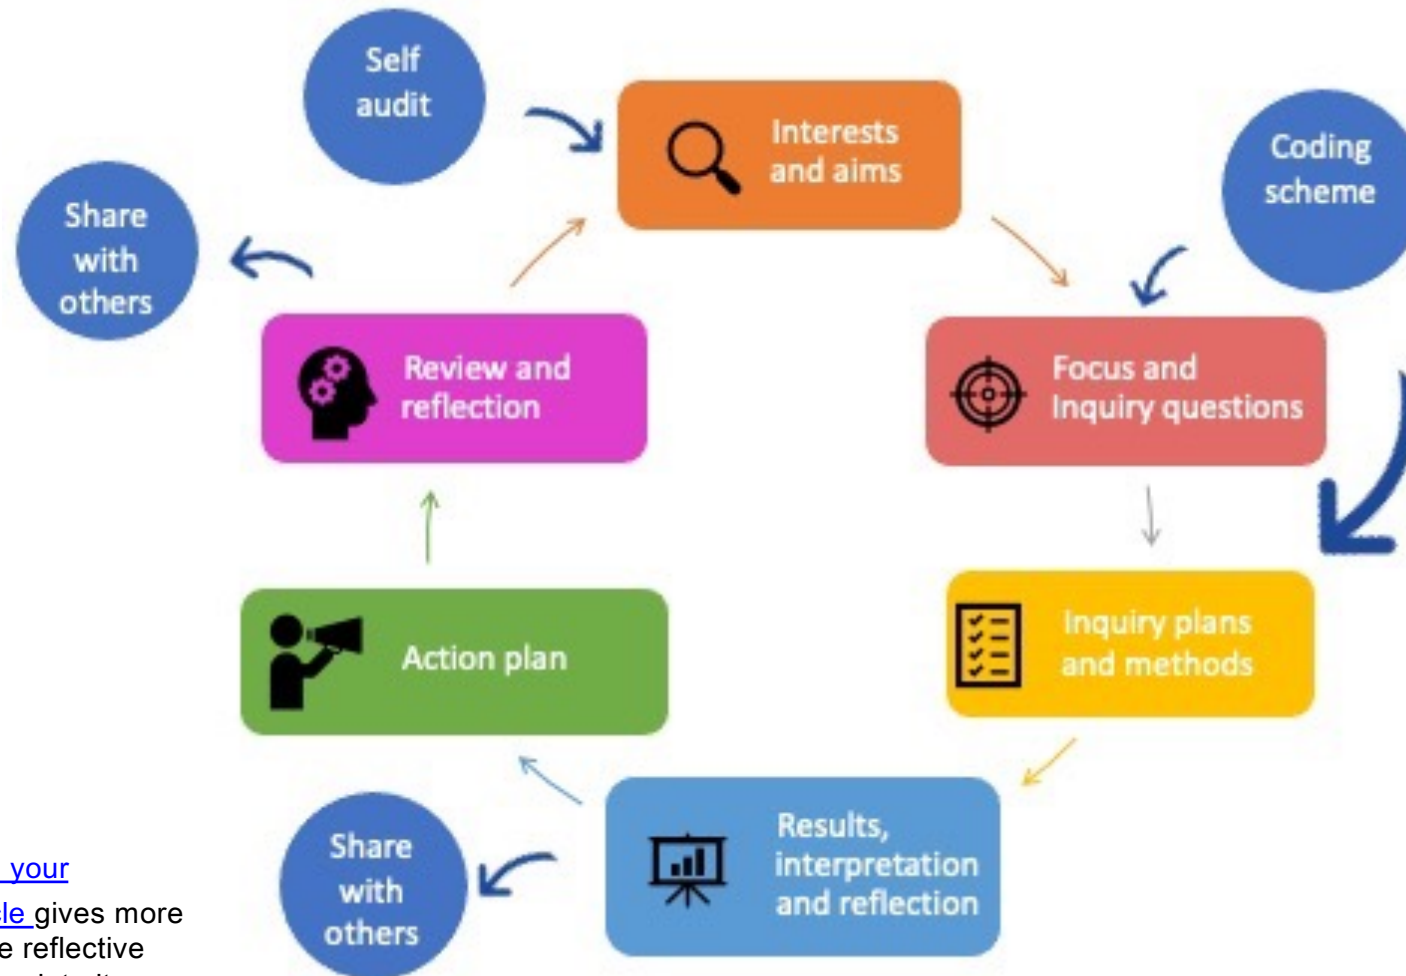 Self
audit
Interests
and aims
Coding
scheme
Share
with
others
Review and
reflection
Focus and
Inquiry questions
Action plan
Inquiry plans
and methods
Results,
interpretation
and reflection
Share
with
others
your
gives more
reflective